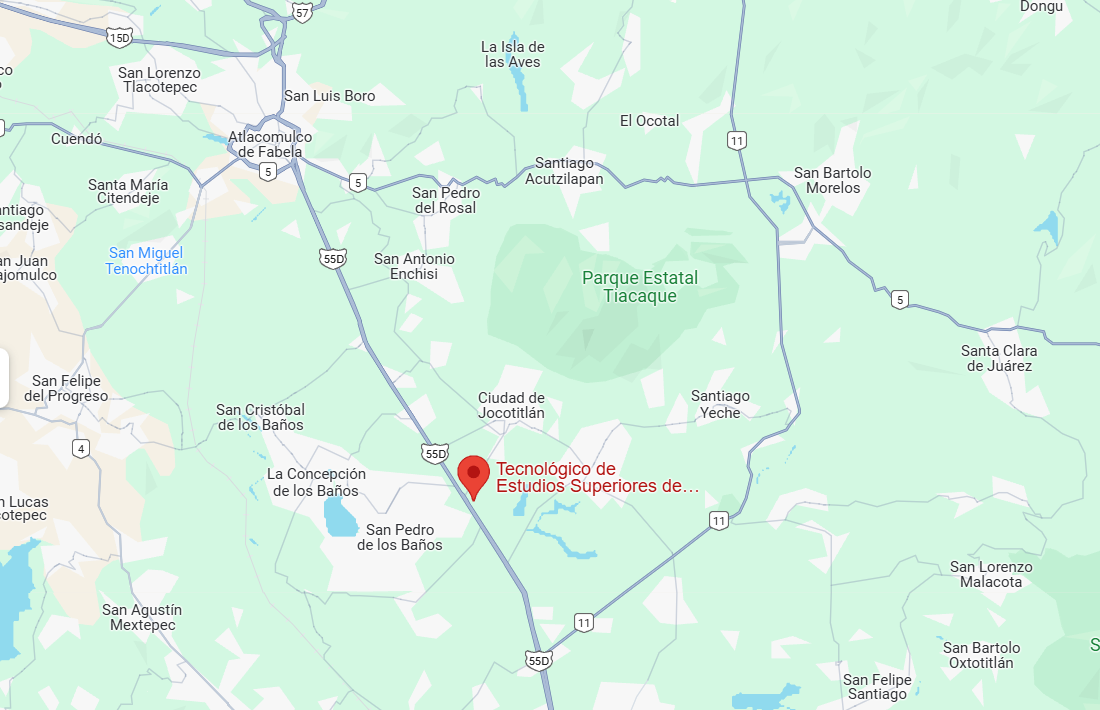 Dongu
57
15D
La Isla de
las Aves
San Lorenzo
Tlacotepec
San Luis Boro
El Ocotal
Cuendó
Atlacomulco
de Fabela
11
5
5
Santiago
Acutzilapan
San Bartolo
Morelos
Santa María
Citendeje
San Pedro
del Rosal
San Miguel
Tenochtitlán
55D
San Antonio
Enchisi
Parque Estatal
Tiacaque
5
Santa Clara
de Juárez
San Felipe
del Progreso
Ciudad de
Jocotitlán
Santiago
Yeche
San Cristóbal
de los Baños
4
55D
La Concepción
de los Baños
Tecnológico de
Estudios Superiores de…
San Pedro
de los Baños
11
San Lorenzo
Malacota
San Agustín
Mextepec
11
55D
San Bartolo
Oxtotitlán
San Felipe
Santiago